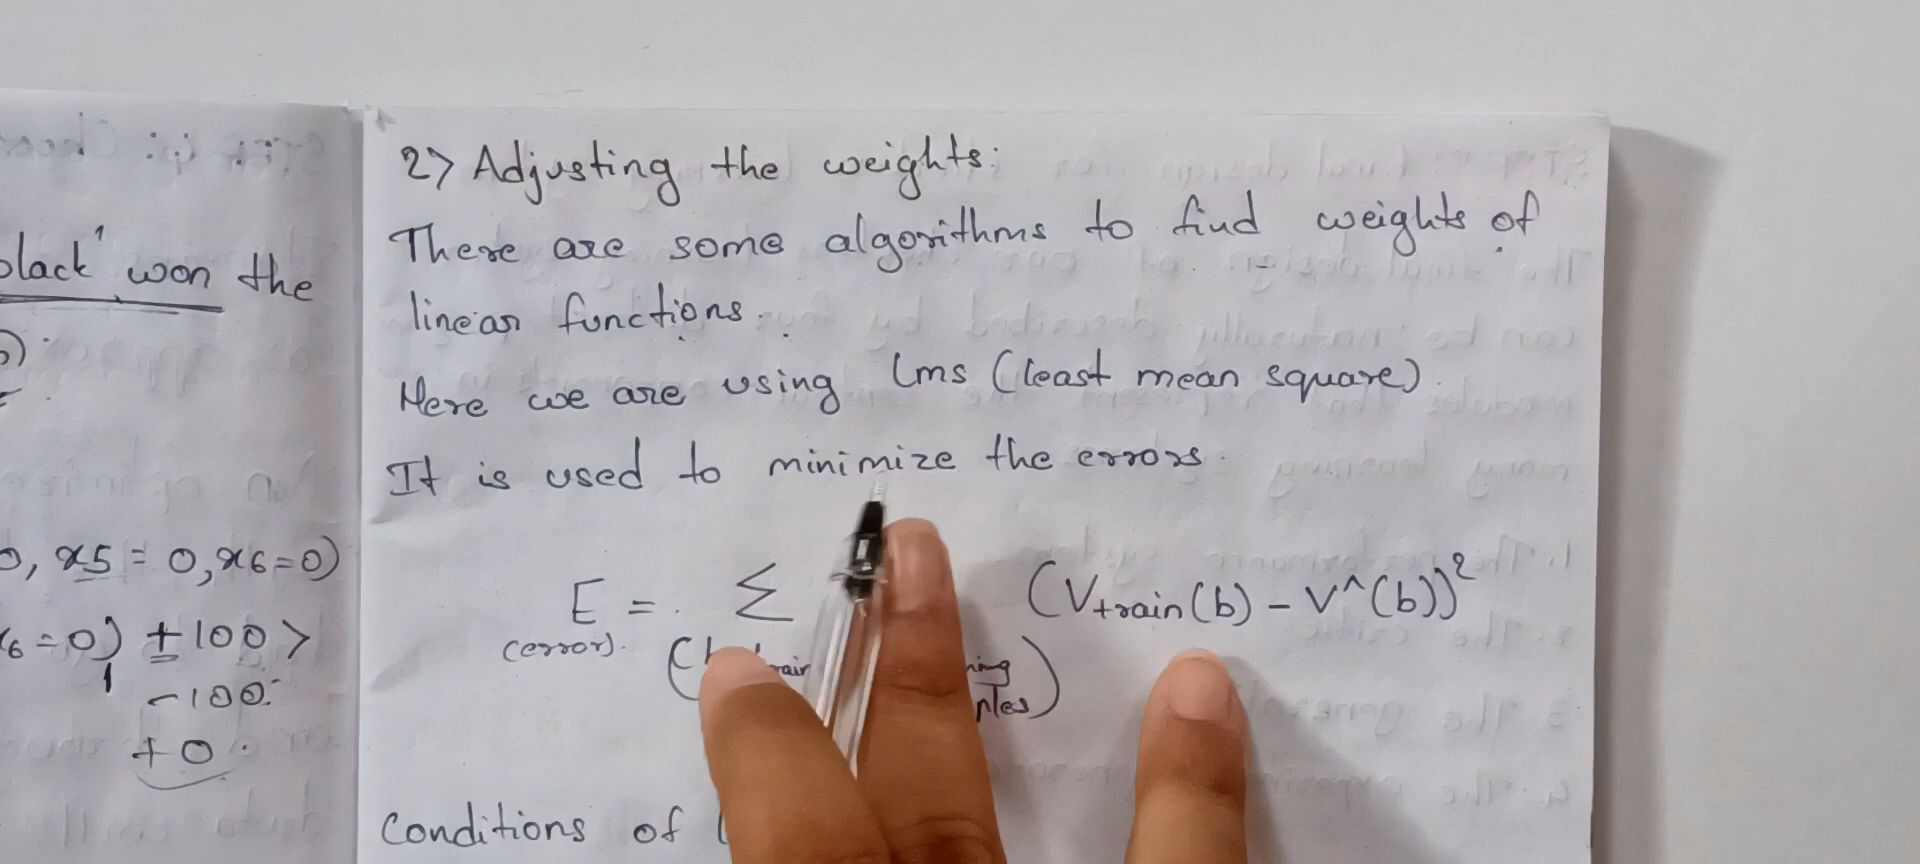 won the
x5 = 0, x6=0)
=0) ±100>
-100
+0
2> Adjusting the weights:
There are some algorithms to find weights of
linear functions.
Here we are using lms (least mean square).
It is used to minimize the errors.
E = Σ (Vtrain(b) - V^(b))²
(error).
conditions of